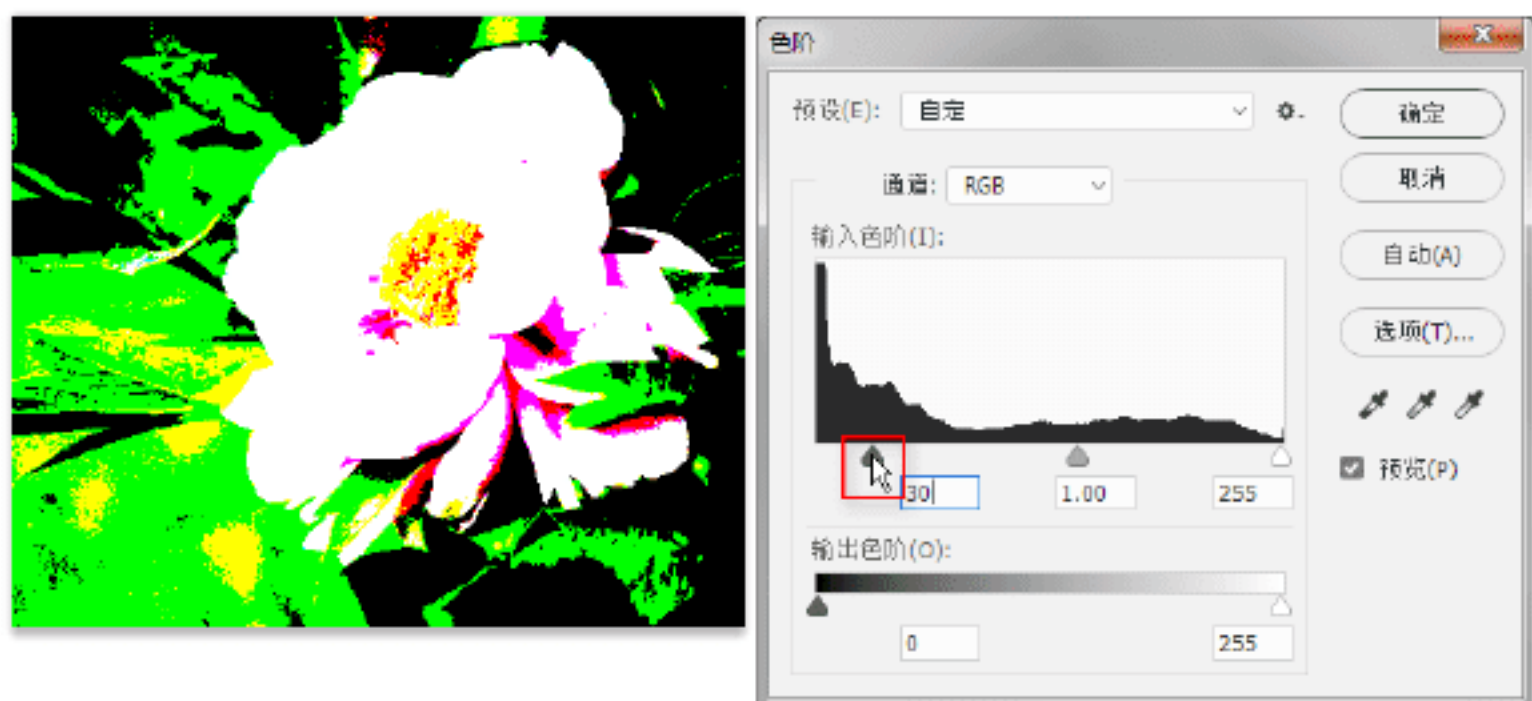 色阶
预设(E): 自定
确定
取消
自动(A)
选项(T)...
预览(P)
通道: RGB
输入色阶(I):
30 1.00 255
输出色阶(O):
0 255